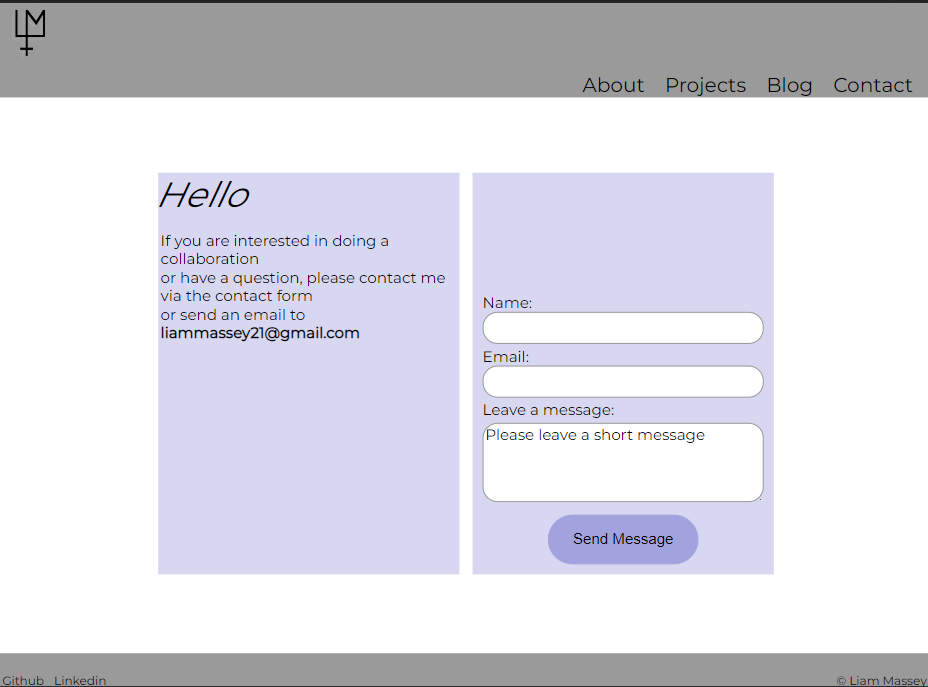 LM
About Projects Blog Contact
Hello
If you are interested in doing a
collaboration
or have a question, please contact me
via the contact form
or send an email to
liammassey21@gmail.com
Name:
Email:
Leave a message:
Please leave a short message
Send Message
Github Linkedin
© Liam Massey